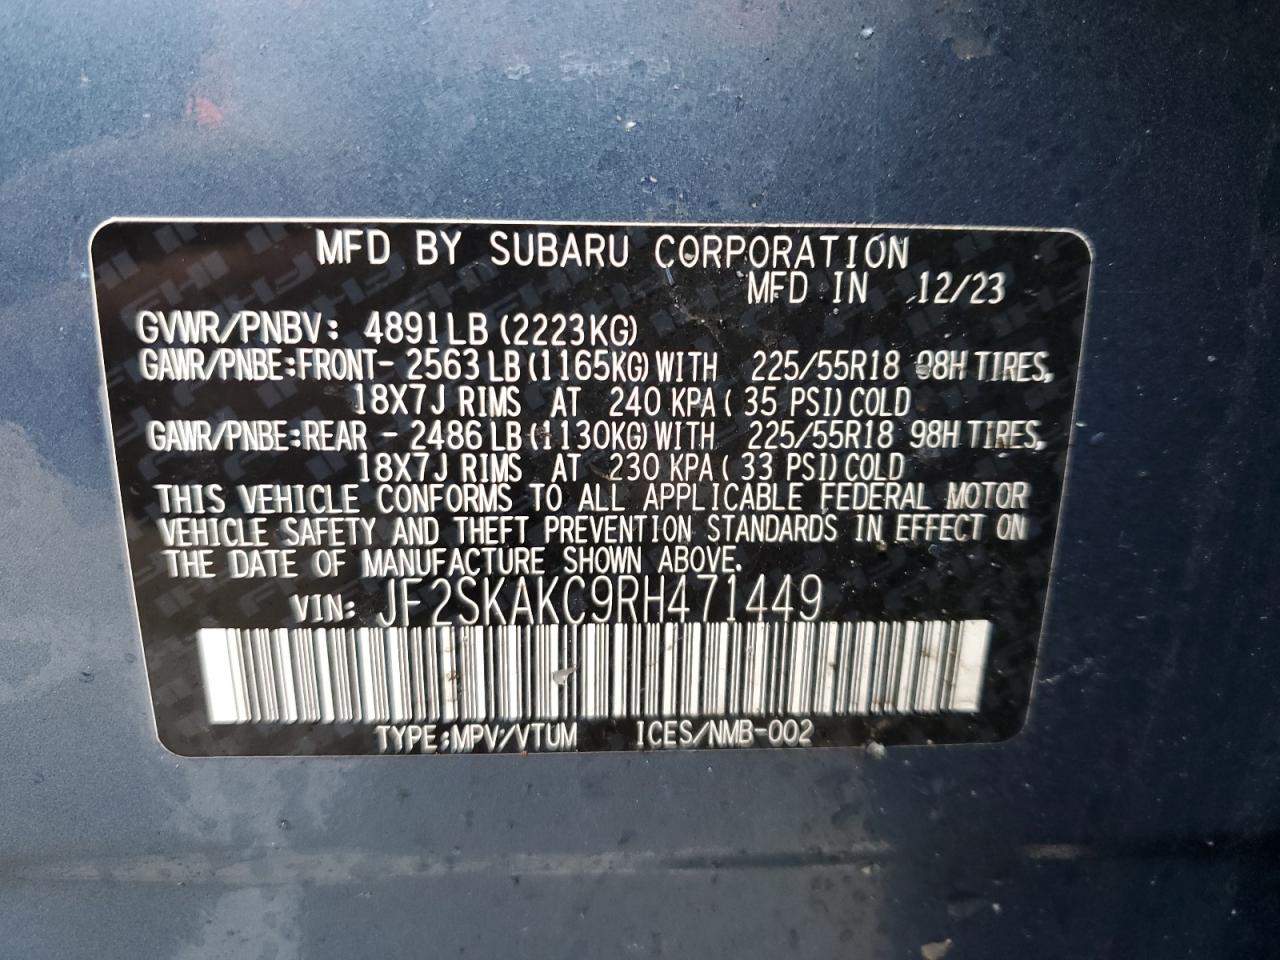 MFD BY SUBARU CORPORATION
MFD IN 12/23
GVWR/PNBV: 4891LB (2223KG)
GAWR/PNBE:FRONT- 2563LB (1165KG)WITH 225/55R18 98H TIRES,
18X7J RIMS AT 240 KPA( 35 PSI)COLD
GAWR/PNBE:REAR - 2486LB (1130KG)WITH 225/55R18 98H TIRES,
18X7J RIMS AT 230 KPA( 33 PSI)COLD
THIS VEHICLE CONFORMS TO ALL APPLICABLE FEDERAL MOTOR
VEHICLE SAFETY AND THEFT PREVENTION STANDARDS IN EFFECT ON
THE DATE OF MANUFACTURE SHOWN ABOVE.
VIN: JF2SKAKC9RH471449
TYPE:MPV/VTUM ICES/NMB-002